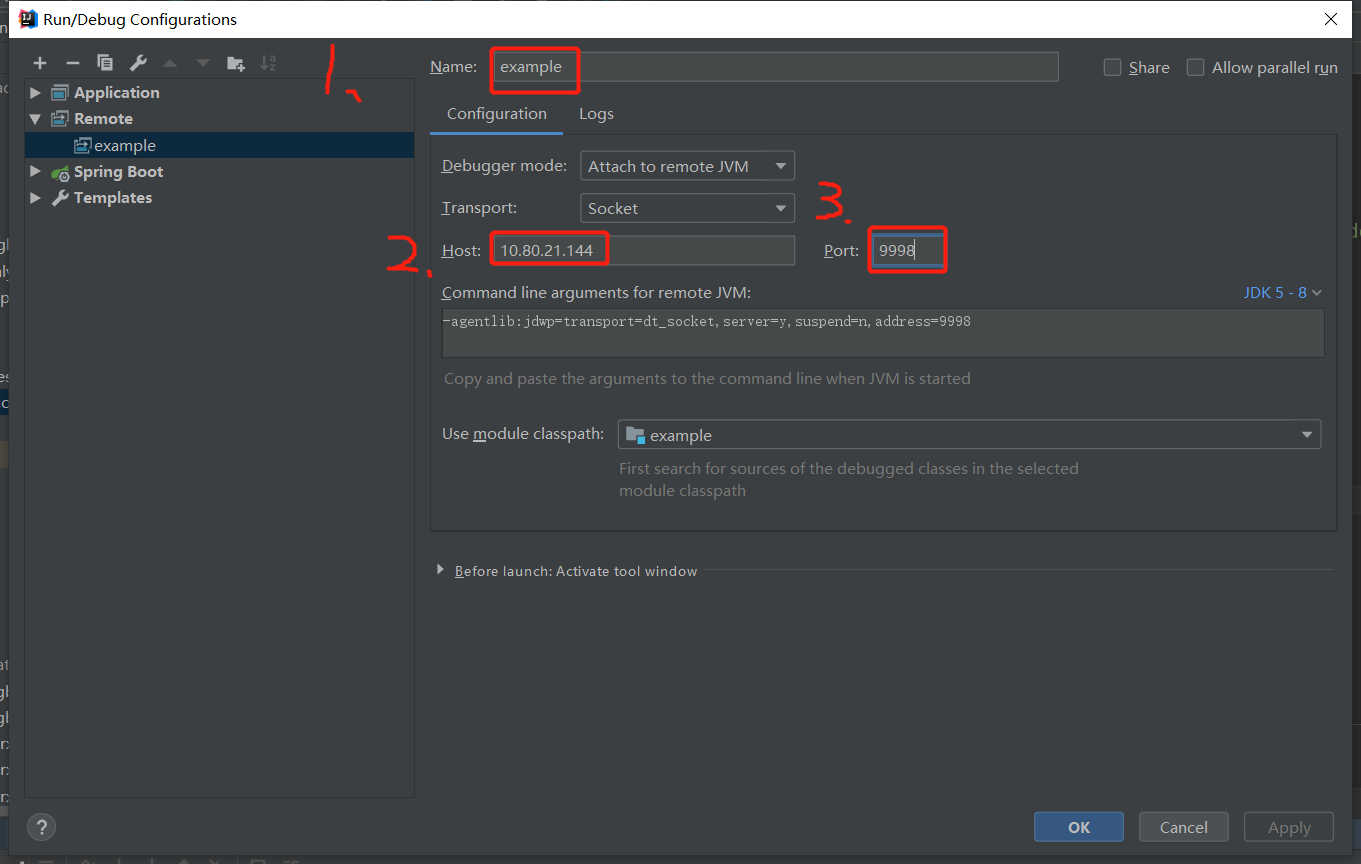 Run/Debug Configurations
1、
Name: example
Share
Allow parallel run
Application
Remote
example
Spring Boot
Templates
Configuration
Logs
Debugger mode: Attach to remote JVM
Transport: Socket
3.
2.
Host: 10.80.21.144
Port: 9998
Command line arguments for remote JVM:
JDK 5 - 8
-agentlib:jdwp=transport=dt_socket,server=y,suspend=n,address=9998
Copy and paste the arguments to the command line when JVM is started
Use module classpath: example
First search for sources of the debugged classes in the selected
module classpath
Before launch: Activate tool window
?
OK
Cancel
Apply